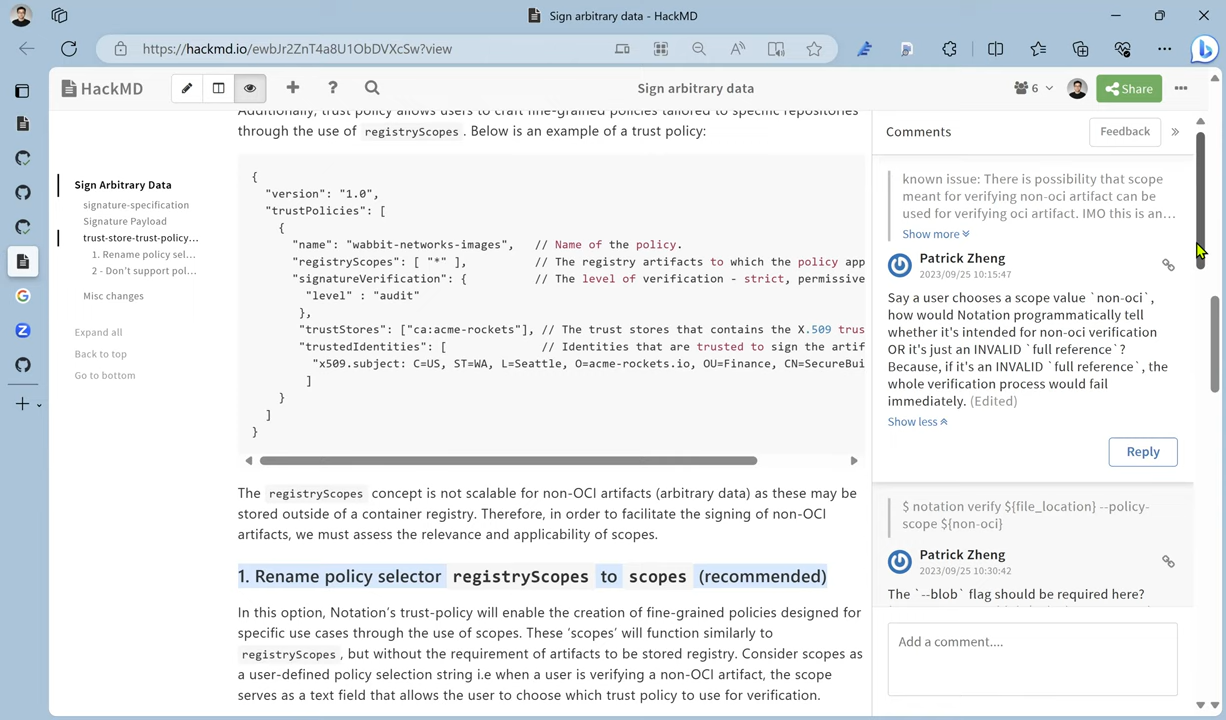 Sign arbitrary data - HackMD
https://hackmd.io/ewbJr2ZnT4a8U1ObDVXcSw?view
HackMD
Sign arbitrary data
6
Share
Sign Arbitrary Data
signature-specification
Signature Payload
trust-store-trust-policy...
1. Rename policy sel...
2 - Don't support pol...
Misc changes
Expand all
Back to top
Go to bottom
Additionally, trust policy allows users to craft fine-grained policies tailored to specific repositories
through the use of registryScopes . Below is an example of a trust policy:
{
"version": "1.0",
"trustPolicies": [
{
"name": "wabbit-networks-images",   // Name of the policy.
"registryScopes": [ "*" ],          // The registry artifacts to which the policy app
"signatureVerification": {          // The level of verification - strict, permissive
"level" : "audit"
},
"trustStores": ["ca:acme-rockets"], // The trust stores that contains the X.509 trus
"trustedIdentities": [              // Identities that are trusted to sign the artif
"x509.subject: C=US, ST=WA, L=Seattle, O=acme-rockets.io, OU=Finance, CN=SecureBui
]
}
]
}
The registryScopes concept is not scalable for non-OCI artifacts (arbitrary data) as these may be
stored outside of a container registry. Therefore, in order to facilitate the signing of non-OCI
artifacts, we must assess the relevance and applicability of scopes.
1. Rename policy selector registryScopes to scopes (recommended)
In this option, Notation's trust-policy will enable the creation of fine-grained policies designed for
specific use cases through the use of scopes. These 'scopes' will function similarly to
registryScopes , but without the requirement of artifacts to be stored registry. Consider scopes as
a user-defined policy selection string i.e when a user is verifying a non-OCI artifact, the scope
serves as a text field that allows the user to choose which trust policy to use for verification.
Comments
Feedback
known issue: There is possibility that scope
meant for verifying non-oci artifact can be
used for verifying oci artifact. IMO this is an...
Show more
Patrick Zheng
2023/09/25 10:15:47
Say a user chooses a scope value `non-oci`,
how would Notation programmatically tell
whether it's intended for non-oci verification
OR it's just an INVALID `full reference`?
Because, if it's an INVALID `full reference`, the
whole verification process would fail
immediately. (Edited)
Show less
Reply
$ notation verify ${file_location} --policy-
scope ${non-oci}
Patrick Zheng
2023/09/25 10:30:42
The `--blob` flag should be required here?
Add a comment....